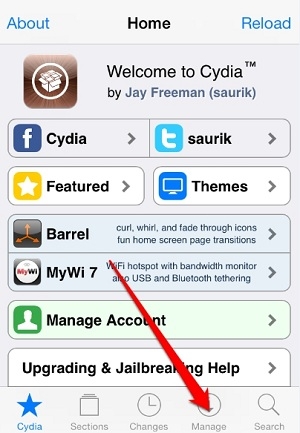 About Home Reload
Welcome to Cydia™
by Jay Freeman (saurik)
Cydia
saurik
Featured
Themes
Barrel
curl, whirl, and fade through icons
fun home screen page transitions
MyWi
MyWi 7
WiFi hotspot with bandwidth monitor
also USB and Bluetooth tethering
Manage Account
Upgrading & Jailbreaking Help
Cydia Sections Changes Manage Search